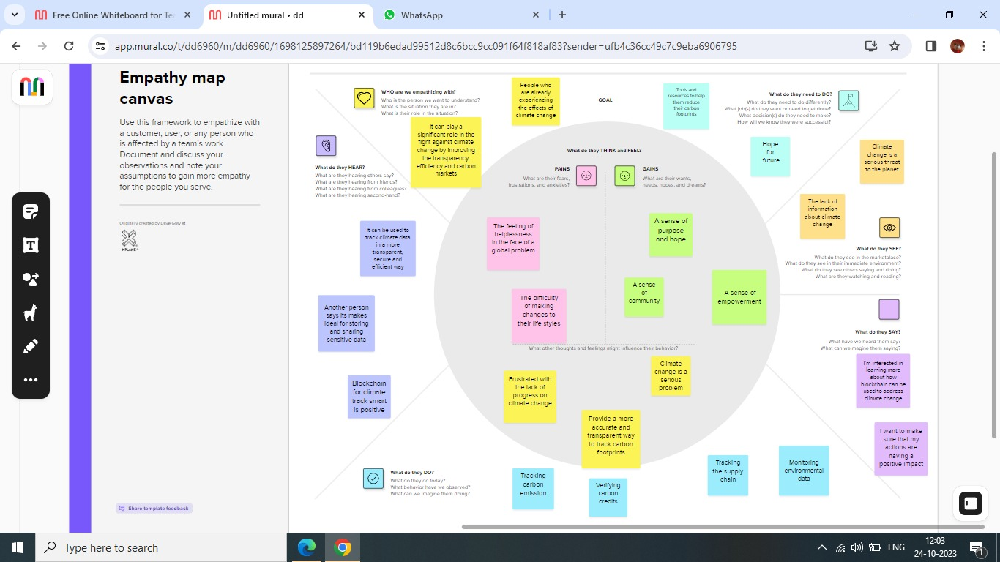 Free Online Whiteboard for Te
Untitled mural • dd
WhatsApp
app.mural.co/t/dd6960/m/dd6960/1698125897264/bd119b6edad99512d8c6bcc9cc091f64f818af83?sender=ufb4c36cc49c7c9eba6906795
Empathy map
canvas
Use this framework to empathize with
a customer, user, or any person who
is affected by a team's work.
Document and discuss your
observations and note your
assumptions to gain more empathy
for the people you serve.
Originally created by Dave Gray at
XPLANE
Share template feedback
WHO are we empathizing with?
Who is the person we want to understand?
What is the situation they are in?
What is their role in the situation?
People who
are already
experiencing
the effects of
climate change
It can play a
significant role in the
fight against climate
change by improving
the transparency,
efficiency and carbon
markets
GOAL
Tools and
resources to help
them reduce
their carbon
footprints
What do they need to DO?
What do they need to do differently?
What job(s) do they want or need to get done?
What decision(s) do they need to make?
How will we know they were successful?
Hope
for
future
Climate
change is a
serious threat
to the planet
The lack of
information
about climate
change
What do they SEE?
What do they see in the marketplace?
What do they see in their immediate environment?
What do they see others saying and doing?
What are they watching and reading?
What do they HEAR?
What are they hearing others say?
What are they hearing from friends?
What are they hearing from colleagues?
What are they hearing second-hand?
It can be used to
track climate data
in a more
transparent,
secure and
efficient way
Another person
says its makes
ideal for storing
and sharing
sensitive data
Blockchain
for climate
track smart
is positive
What do they THINK and FEEL?
PAINS
What are their fears,
frustrations, and anxieties?
GAINS
What are their wants,
needs, hopes, and dreams?
The feeling of
helplessness
in the face of a
global problem
The difficulty
of making
changes to
their life styles
A sense of
purpose
and hope
A sense
of
community
A sense of
empowerment
What other thoughts and feelings might influence their behavior?
Frustrated with
the lack of
progress on
climate change
Climate
change is a
serious
problem
Provide a more
accurate and
transparent way
to track carbon
footprints
What do they SAY?
What have we heard them say?
What can we magine them saying?
I'm interested in
learning more
about how
blockchain can be
used to address
climate change
I want to make
sure that my
actions are
having a
positive impact
What do they DO?
What do they do today?
What behavior have we observed?
What can we imagine them doing?
Tracking
carbon
emission
Verifying
carbon
credits
Tracking
the supply
chain
Monitoring
environmental
data
Type here to search
ENG
12:03
24-10-2023
1